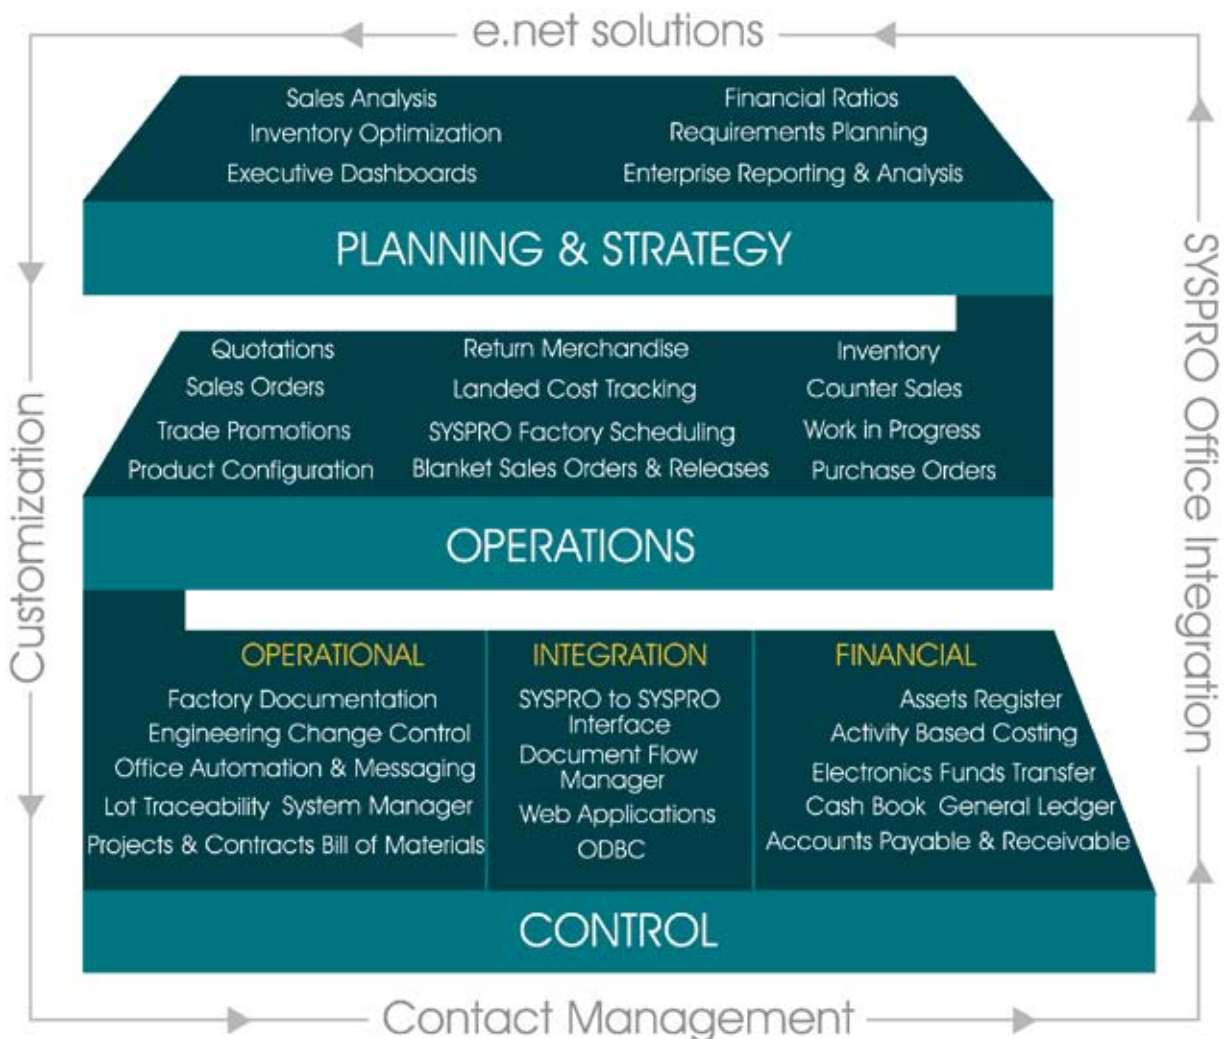 e.net solutions
Sales Analysis
Financial Ratios
Inventory Optimization
Requirements Planning
Executive Dashboards
Enterprise Reporting & Analysis
PLANNING & STRATEGY
Quotations
Return Merchandise
Inventory
Sales Orders
Landed Cost Tracking
Counter Sales
Trade Promotions
SYSPRO Factory Scheduling
Work in Progress
Product Configuration
Blanket Sales Orders & Releases
Purchase Orders
OPERATIONS
OPERATIONAL
Factory Documentation
Engineering Change Control
Office Automation & Messaging
Lot Traceability System Manager
Projects & Contracts Bill of Materials
INTEGRATION
SYSPRO to SYSPRO
Interface
Document Flow
Manager
Web Applications
ODBC
FINANCIAL
Assets Register
Activity Based Costing
Electronics Funds Transfer
Cash Book General Ledger
Accounts Payable & Receivable
CONTROL
Customization
SYSPRO Office Integration
Contact Management